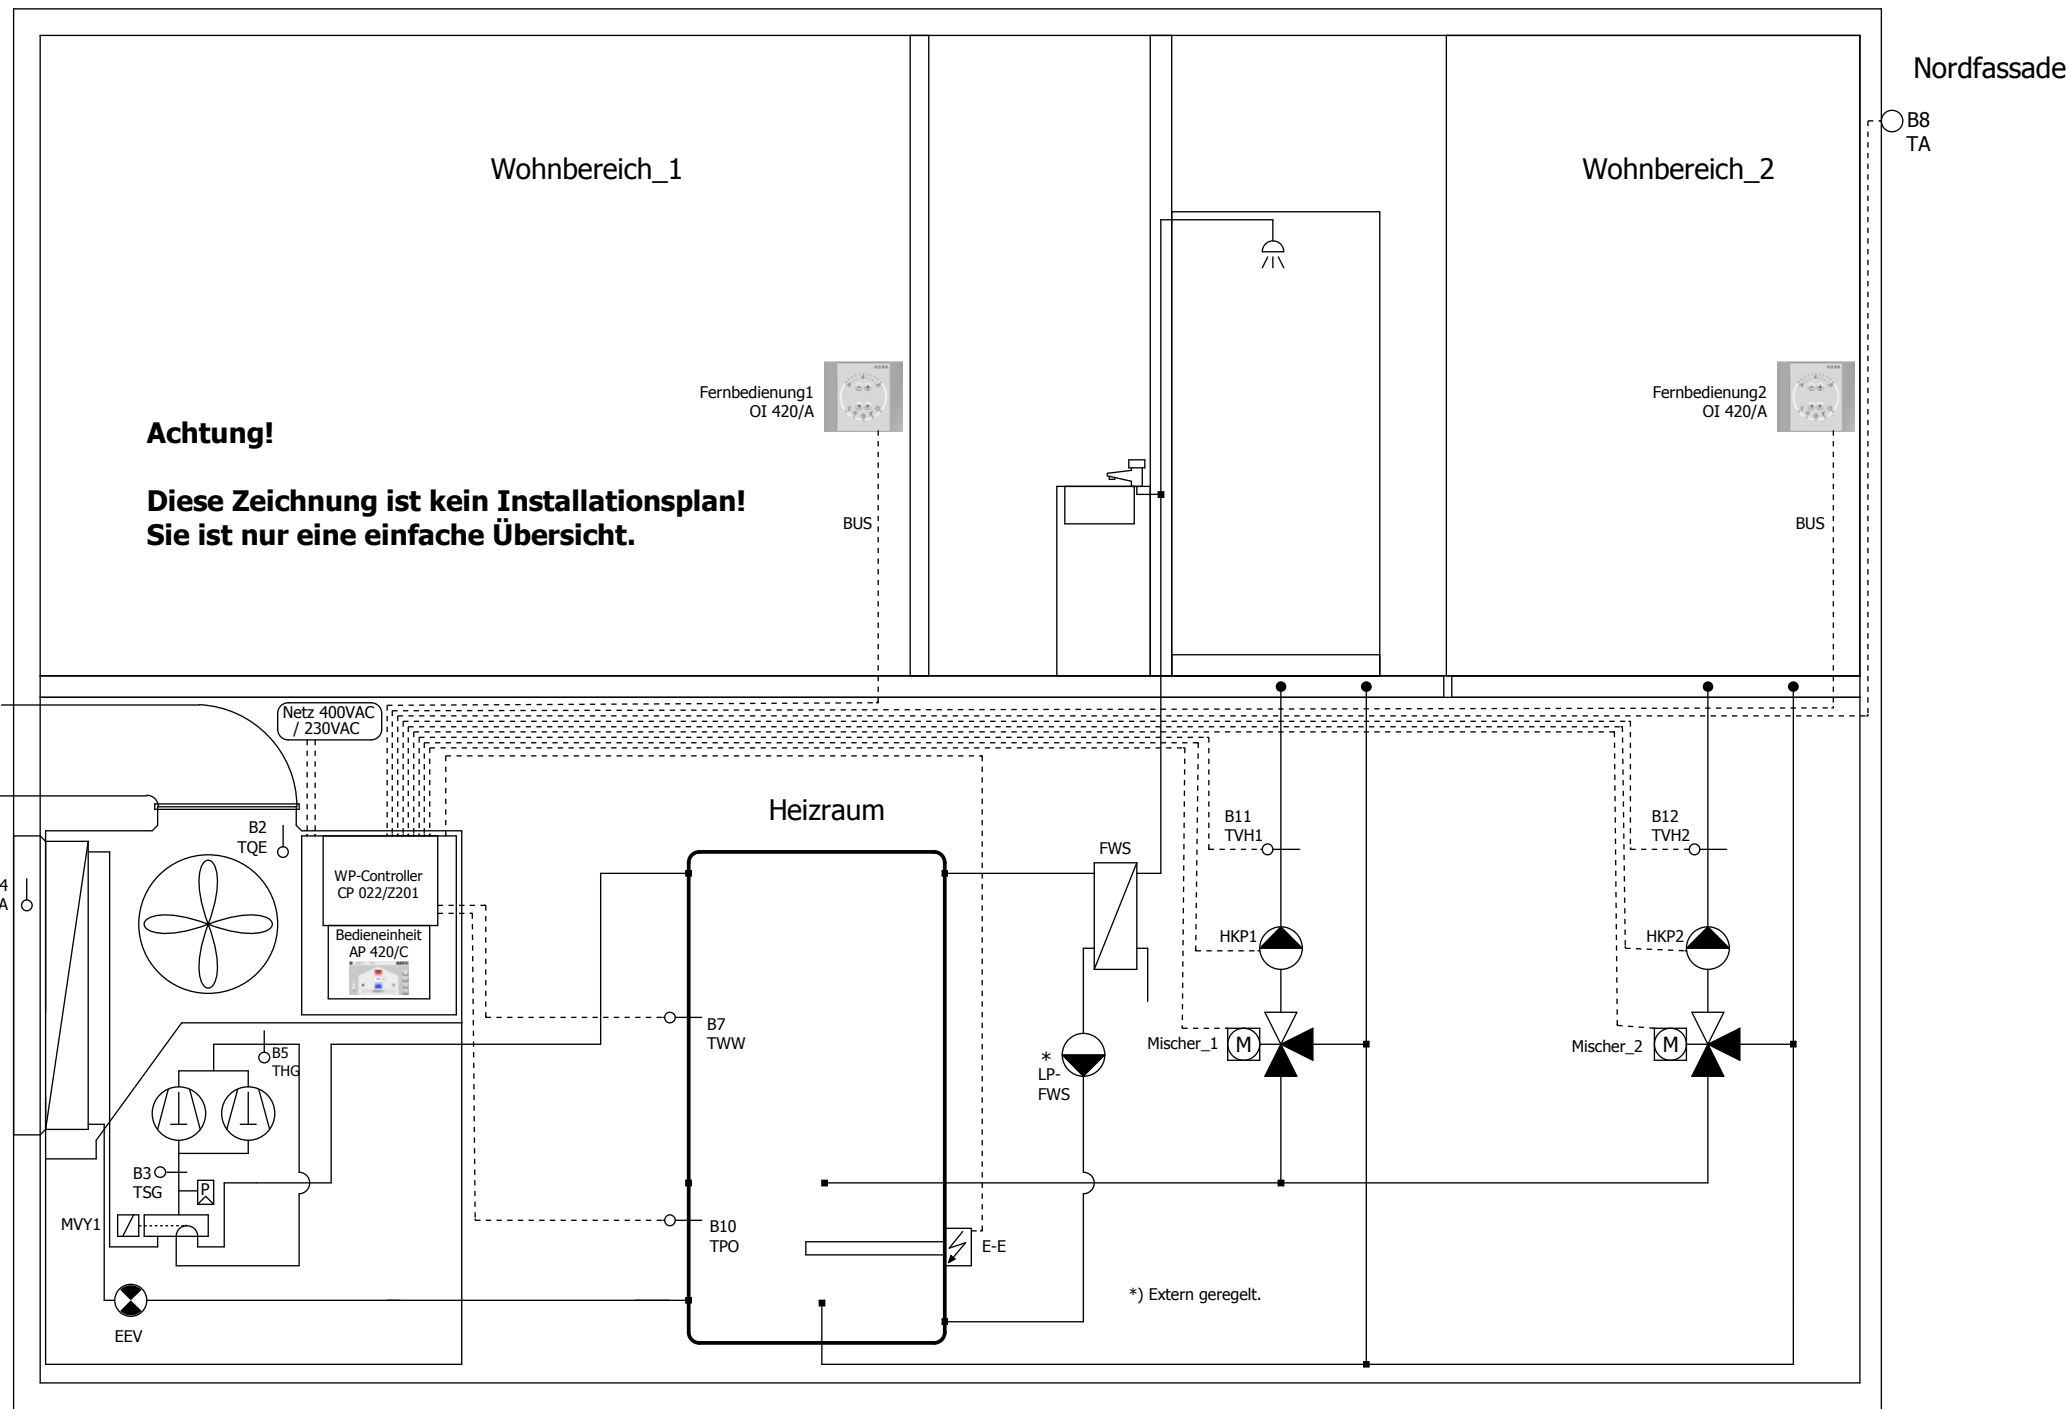 Nordfassade
B8
TA
Wohnbereich_1
Wohnbereich_2
Fernbedienung1
OI 420/A
Fernbedienung2
OI 420/A
Achtung!
Diese Zeichnung ist kein Installationsplan!
Sie ist nur eine einfache Übersicht.
BUS
BUS
Netz 400VAC
/ 230VAC
Heizraum
B2
TQE
B11
TVH1
B12
TVH2
FWS
WP-Controller
CP 022/Z201
4
A
Bedieneinheit
AP 420/C
HKP1
HKP2
B7
TWW
Mischer_1
M
Mischer_2
M
B5
THG
*
LP-
FWS
B3
TSG
P
MVY1
B10
TPO
E-E
*) Extern geregelt.
EEV